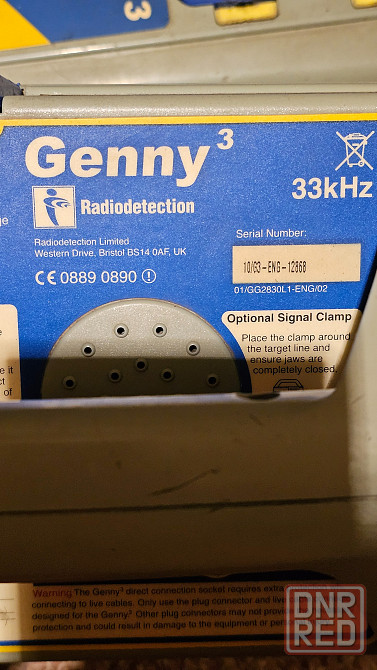 3
Genny³
33kHz
Radiodetection
Radiodetection Limited
Western Drive, Bristol BS14 0AF, UK
CE 0889 0890
Serial Number:
10/63-ENG-12868
01/GG2830L1-ENG/02
Optional Signal Clamp
Place the clamp around
the target line and
ensure jaws are
completely closed.
it
of
Warning The Genny³ direct connection socket requires extra
connecting to live cables. Only use the plug connector and live
designed for the Genny³. Other plug connectors may not provide
protection and could result in damage to the equipment or
DNR
RED